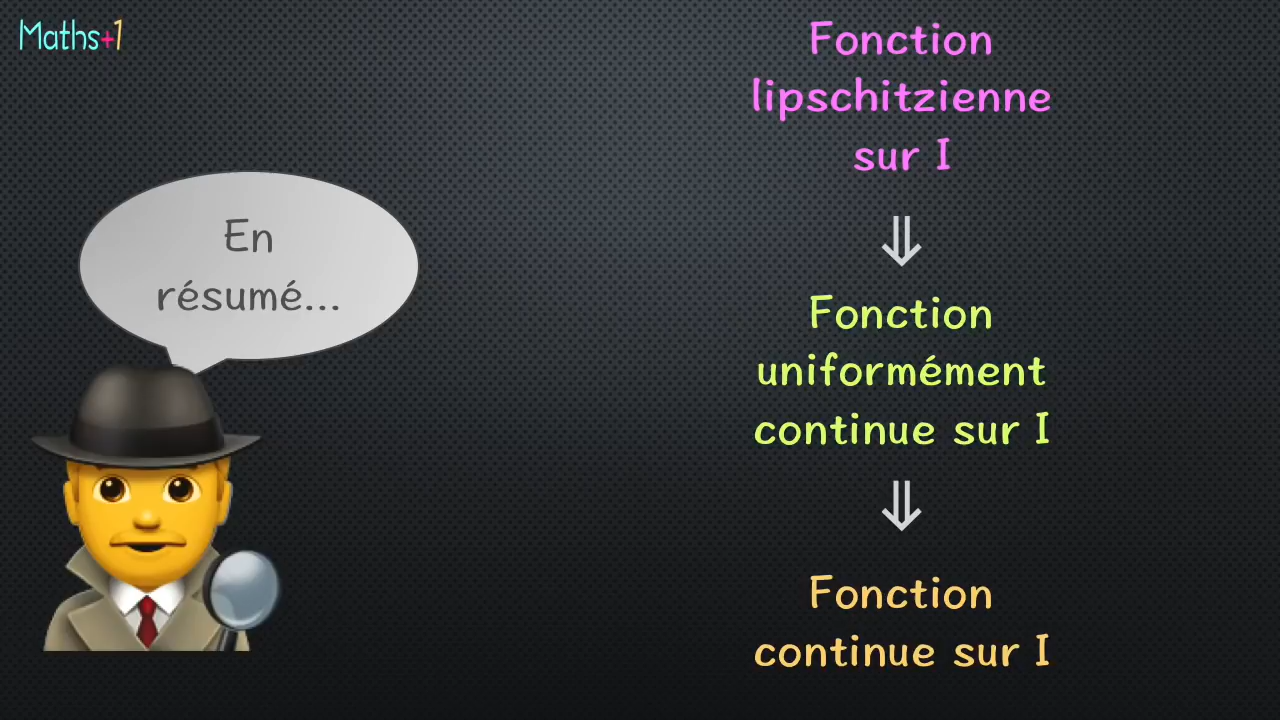 Maths+1
Fonction
lipschitzienne
sur I
⇓
En
résumé...
Fonction
uniformément
continue sur I
⇓
Fonction
continue sur I